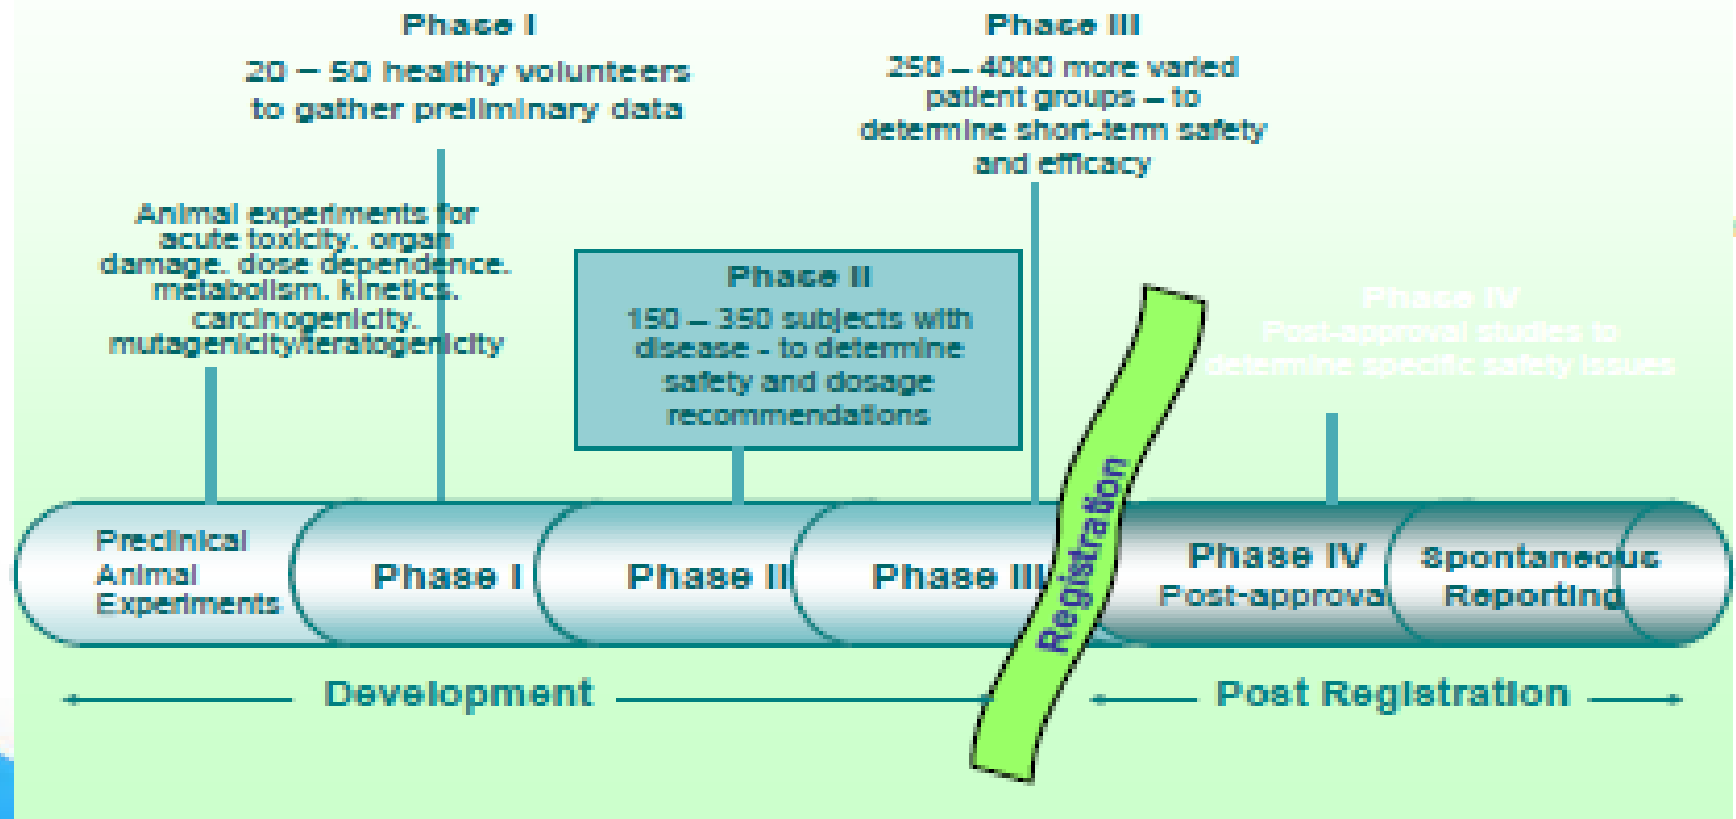 Phase I
20 – 50 healthy volunteers
to gather preliminary data
Phase III
250 – 4000 more varied
patient groups – to
determine short-term safety
and efficacy
Animal experiments for
acute toxicity, organ
damage, dose dependence,
metabolism, kinetics,
carcinogenicity,
mutagenicity/teratogenicity
Phase II
150 – 350 subjects with
disease - to determine
safety and dosage
recommendations
Phase IV
Post-approval studies to
determine specific safety issues
Preclinical
Animal
Experiments
Phase I
Phase II
Phase III
Registration
Phase IV
Post-approval
Spontaneous
Reporting
Development
Post Registration